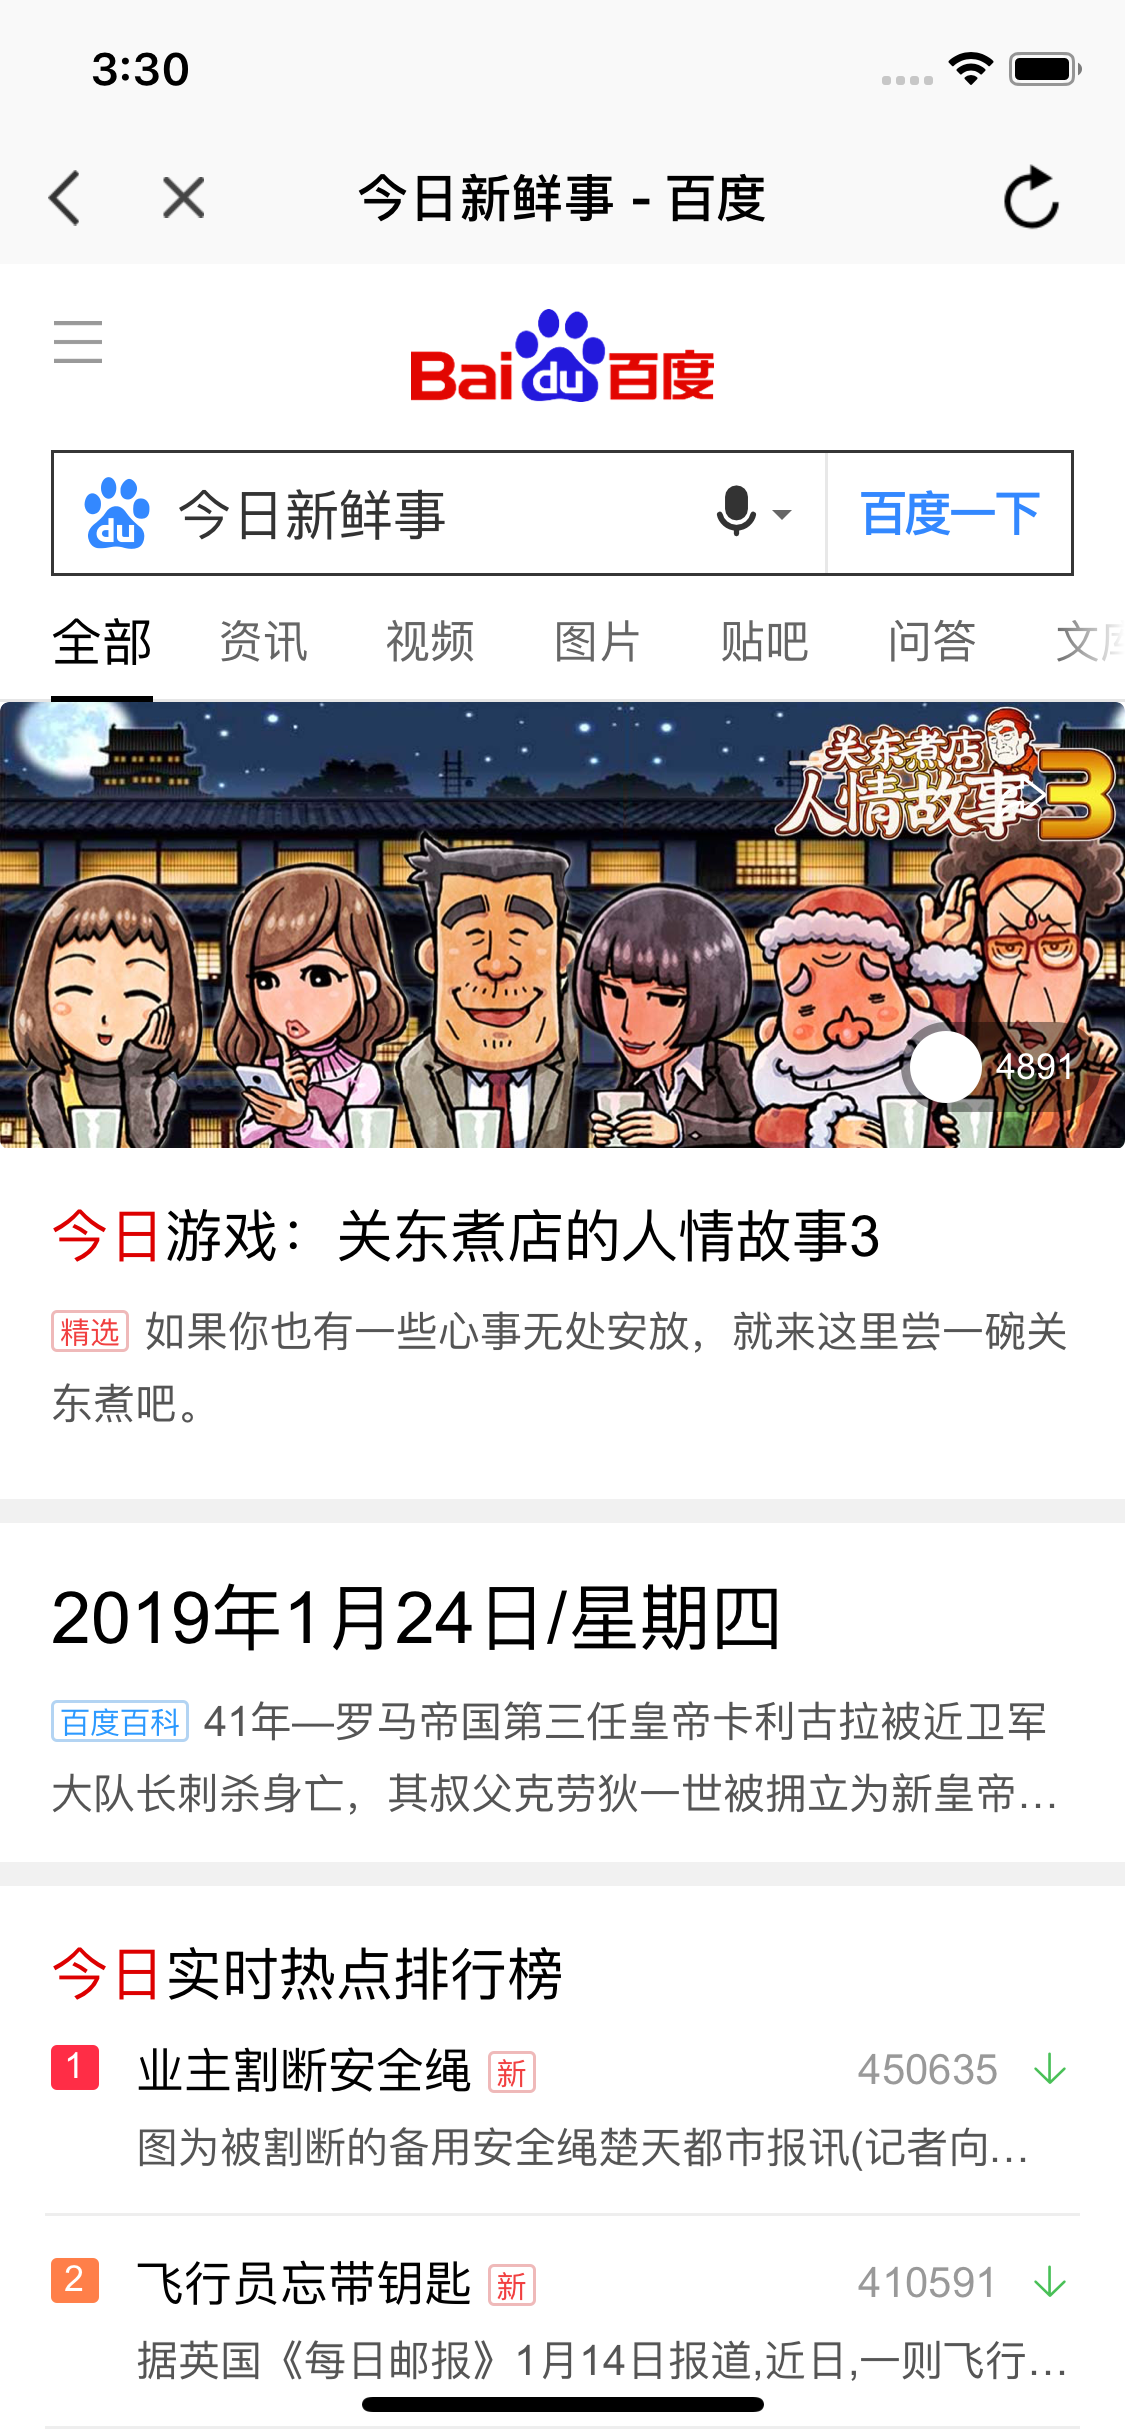 3:30
今日新鲜事 - 百度
Bai du 百度
du 今日新鲜事 百度一下
全部 资讯 视频 图片 贴吧 问答 文库
关东煮店
人情故事3
4891
今日游戏：关东煮店的人情故事3
精选 如果你也有一些心事无处安放，就来这里尝一碗关
东煮吧。
2019年1月24日/星期四
百度百科 41年—罗马帝国第三任皇帝卡利古拉被近卫军
大队长刺杀身亡，其叔父克劳狄一世被拥立为新皇帝...
今日实时热点排行榜
1 业主割断安全绳 新 450635
图为被割断的备用安全绳楚天都市报讯(记者向...
2 飞行员忘带钥匙 新 410591
据英国《每日邮报》1月14日报道,近日,一则飞行...